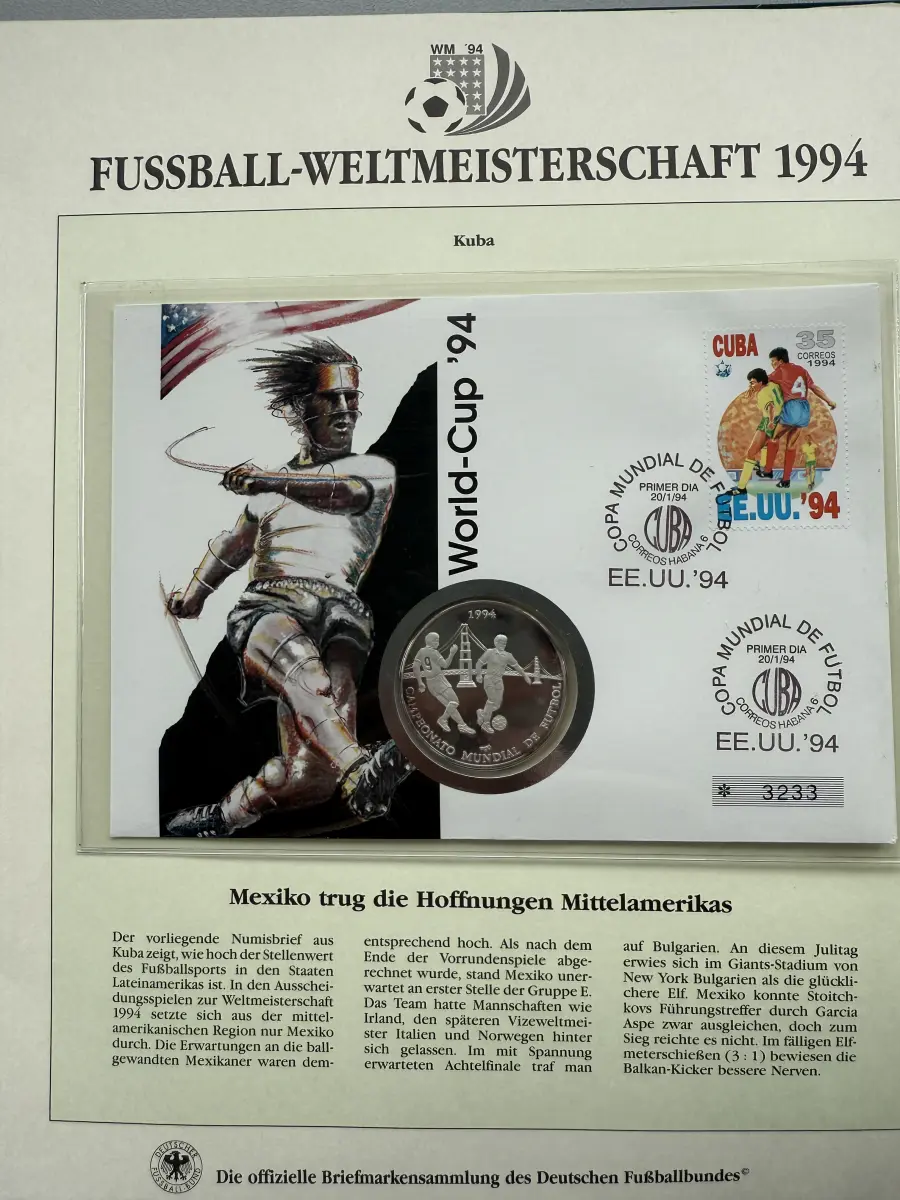 WM '94
FUSSBALL-WELTMEISTERSCHAFT 1994
Kuba
World-Cup '94
CUBA
35
CORREOS
1994
4
EE.UU.'94
COPA MUNDIAL DE FUTBOL
PRIMER DIA
20/1/94
CUBA
CORREOS HABANA 6
EE.UU.'94
1994
9
CAMPEONATO MUNDIAL DE FUTBOL
COPA MUNDIAL DE FUTBOL
PRIMER DIA
20/1/94
CUBA
CORREOS HABANA 6
EE.UU.'94
* 3233
Mexiko trug die Hoffnungen Mittelamerikas
Der vorliegende Numisbrief aus
Kuba zeigt, wie hoch der Stellenwert
des Fußballsports in den Staaten
Lateinamerikas ist. In den Ausschei-
dungsspielen zur Weltmeisterschaft
1994 setzte sich aus der mittel-
amerikanischen Region nur Mexiko
durch. Die Erwartungen an die ball-
gewandten Mexikaner waren dem-
entsprechend hoch. Als nach dem
Ende der Vorrundenspiele abge-
rechnet wurde, stand Mexiko uner-
wartet an erster Stelle der Gruppe E.
Das Team hatte Mannschaften wie
Irland, den späteren Vizeweltmei-
ster Italien und Norwegen hinter
sich gelassen. Im mit Spannung
erwarteten Achtelfinale traf man
auf Bulgarien. An diesem Julitag
erwies sich im Giants-Stadium von
New York Bulgarien als die glückli-
chere Elf. Mexiko konnte Stoitch-
kovs Führungstreffer durch Garcia
Aspe zwar ausgleichen, doch zum
Sieg reichte es nicht. Im fälligen Elf-
meterschießen (3 : 1) bewiesen die
Balkan-Kicker bessere Nerven.
DEUTSCHER
FUSSBALL-BUND
Die offizielle Briefmarkensammlung des Deutschen Fußballbundes©